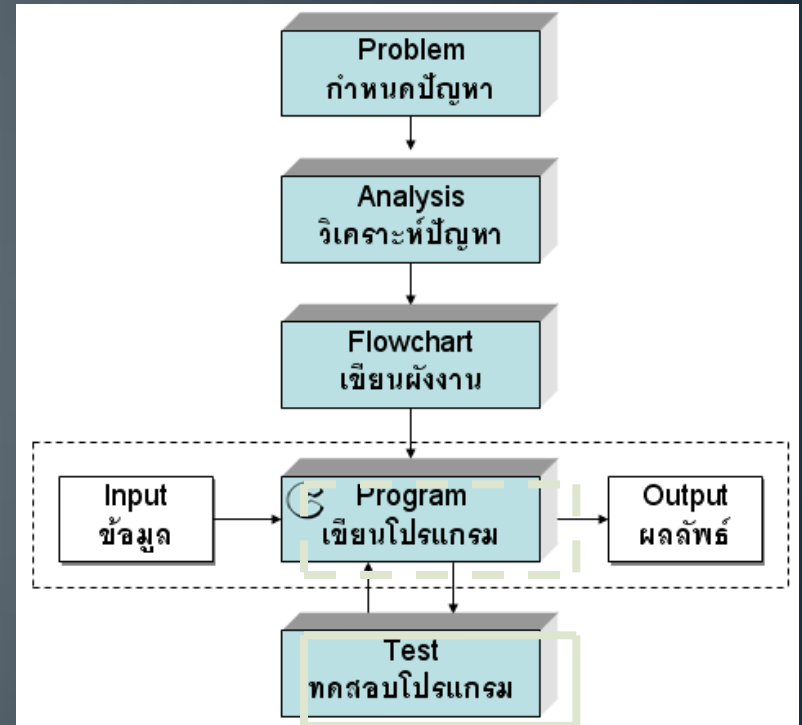 Problem
กำหนดปัญหา
Analysis
วิเคราะห์ปัญหา
Flowchart
เขียนผังงาน
Input
ข้อมูล
Program
เขียนโปรแกรม
Output
ผลลัพธ์
Test
ทดสอบโปรแกรม